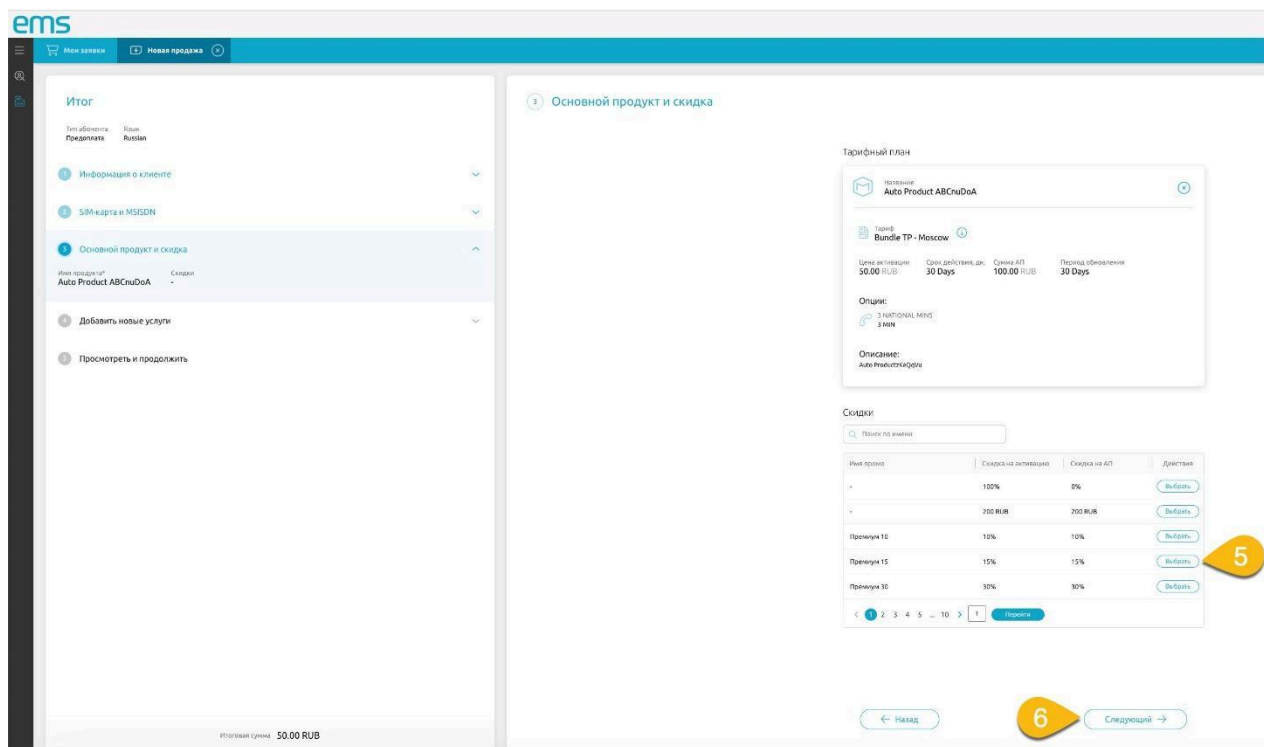 ems
Мои заявки
Новая продажа
Итог
Тип абонента Язык
Предоплата Russian
1 Информация о клиенте
2 SIM-карта и MSISDN
3 Основной продукт и скидка
Имя продукта* Скидки
Auto Product ABCnuDoA -
4 Добавить новые услуги
5 Просмотреть и продолжить
Итоговая сумма 50.00 RUB
3 Основной продукт и скидка
Тарифный план
Название
Auto Product ABCnuDoA
Тариф
Bundle TP - Moscow
Цена активации Срок действия, дн. Сумма АП Период обновления
50.00 RUB 30 Days 100.00 RUB 30 Days
Опции:
3 NATIONAL MINS
3 MIN
Описание:
Скидки
Поиск по имени
Имя промо Скидка на активацию Скидка на АП Действия
- 100% 0% Выбрать
- 200 RUB 200 RUB Выбрать
Премиум 10 10% 10% Выбрать
Премиум 15 15% 15% Выбрать
5
Премиум 30 30% 30% Выбрать
< 1 2 3 4 5 ... 10 > 1 Перейти
← Назад
6
Следующий →